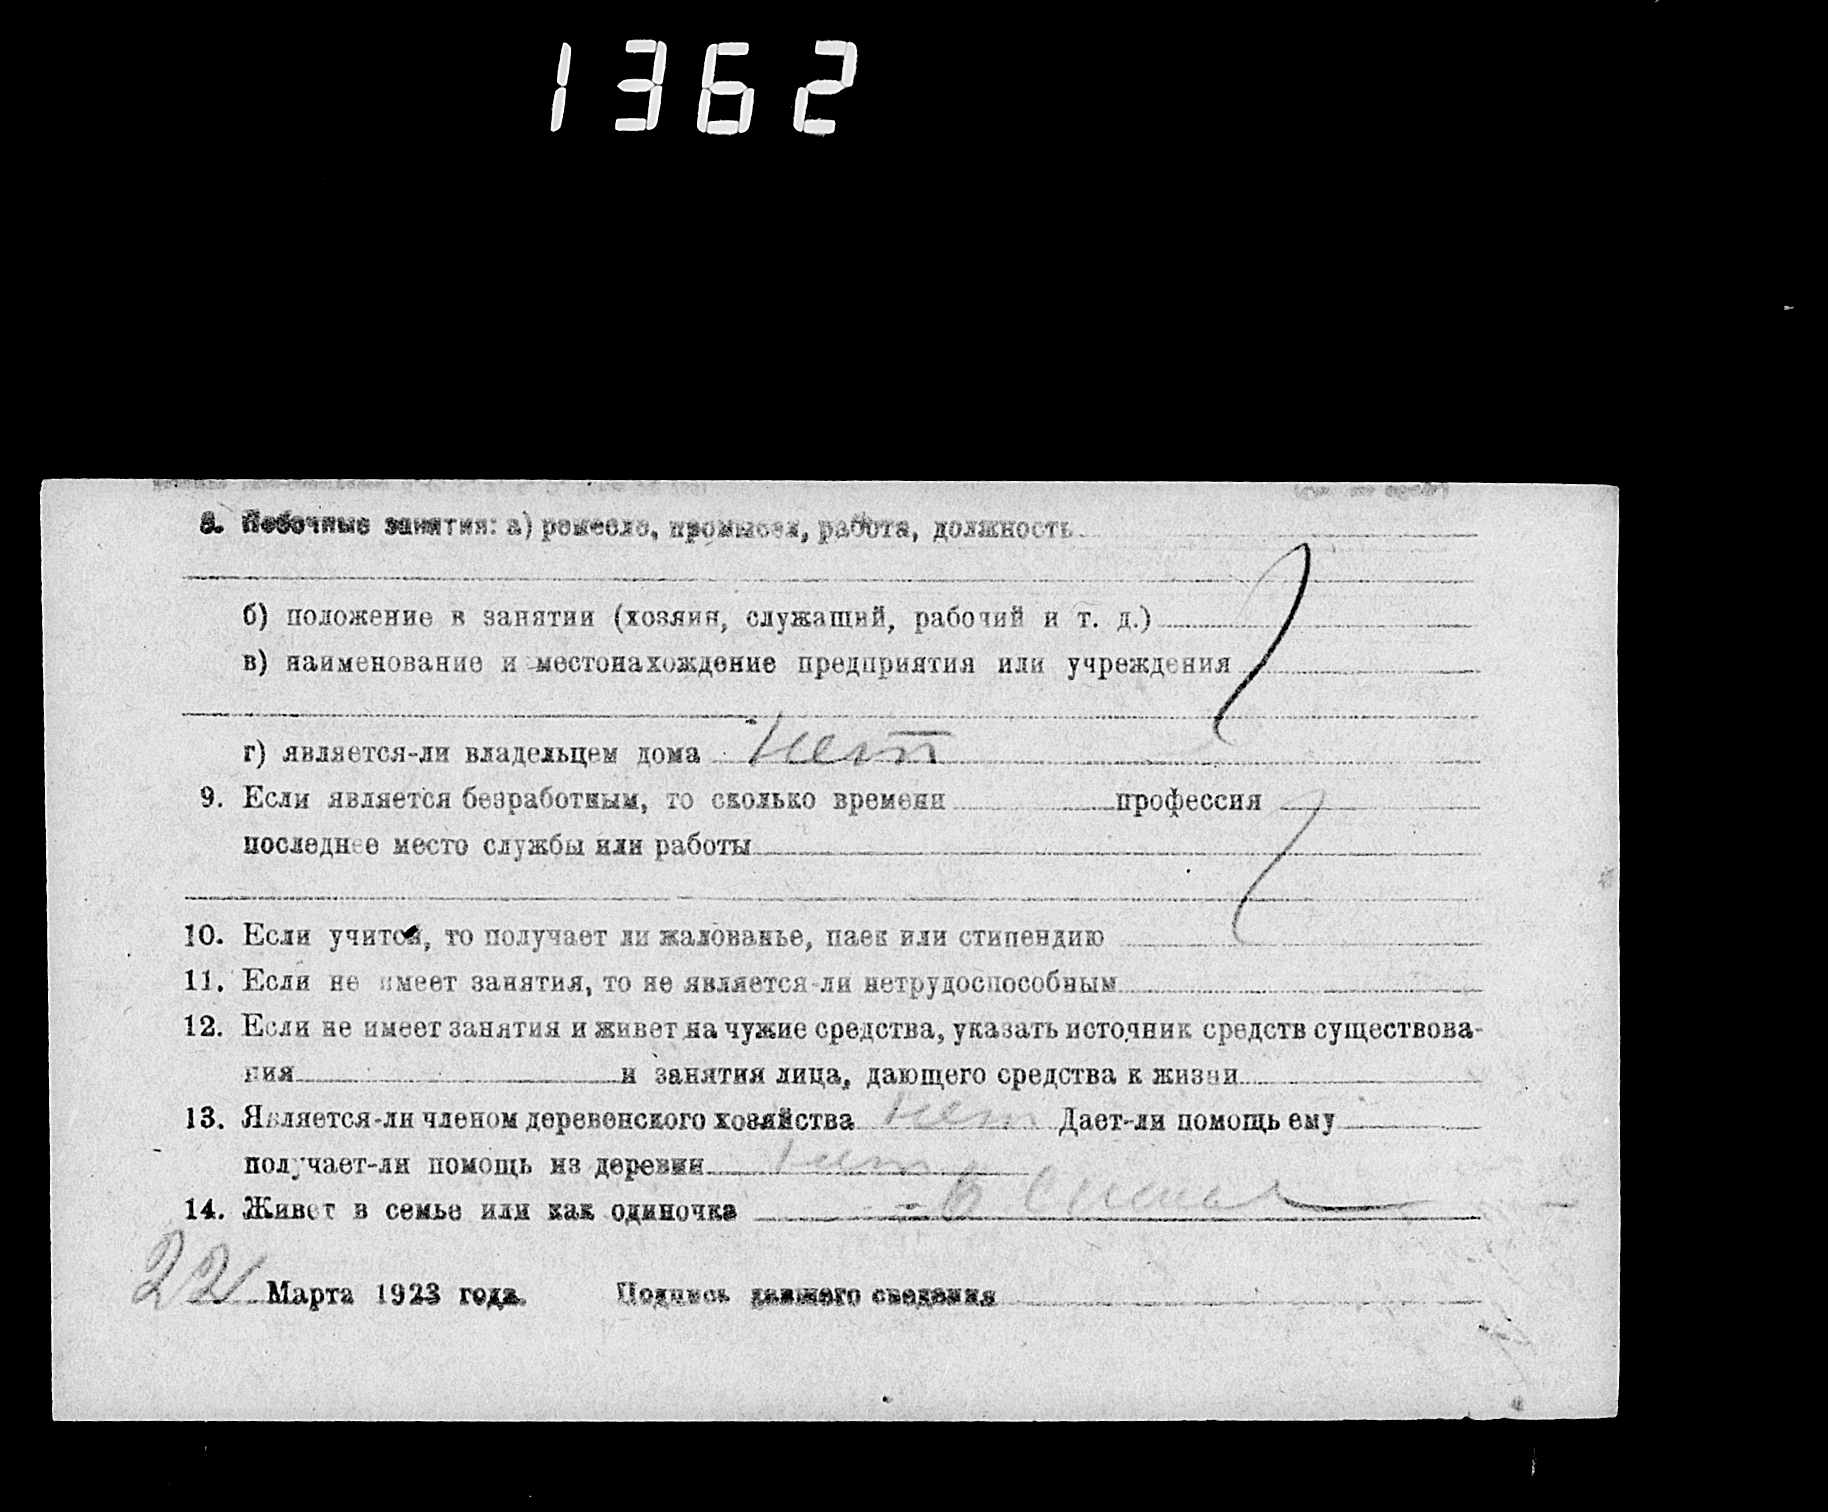 1362
8. Побочные занятия: а) ремесло, промысел, работа, должность
б) положение в занятии (хозяин, служащий, рабочий и т. д.)
в) наименование и местонахождение предприятия или учреждения
г) является-ли владельцем дома нет
9. Если является безработным, то сколько времени профессия
последнее место службы или работы
10. Если учится, то получает ли жалованье, паек или стипендию
11. Если не имеет занятия, то не является-ли нетрудоспособным
12. Если не имеет занятия и живет на чужие средства, указать источник средств существова-
ния и занятия лица, дающего средства к жизни
13. Является-ли членом деревенского хозяйства нет Дает-ли помощь ему
получает-ли помощь из деревни нет
14. Живет в семье или как одиночка в семье
22 Марта 1923 года. Подпись давшего сведения